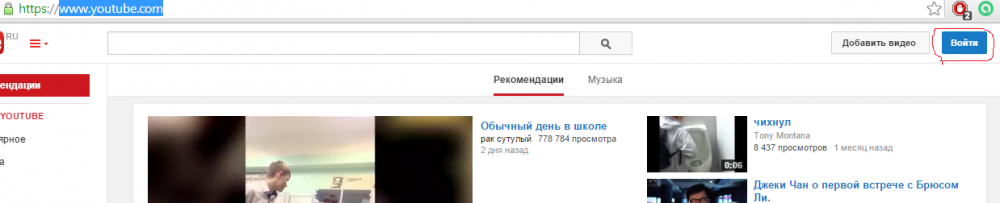 https://www.youtube.com
2
RU
Добавить видео
Войти
ендации
Рекомендации
Музыка
YOUTUBE
ярное
а
Обычный день в школе
рак сутулый 778 784 просмотра
2 дня назад
0:06
чихнул
Tony Montana
8 437 просмотров 1 месяц назад
Джеки Чан о первой встрече с Брюсом
Ли.